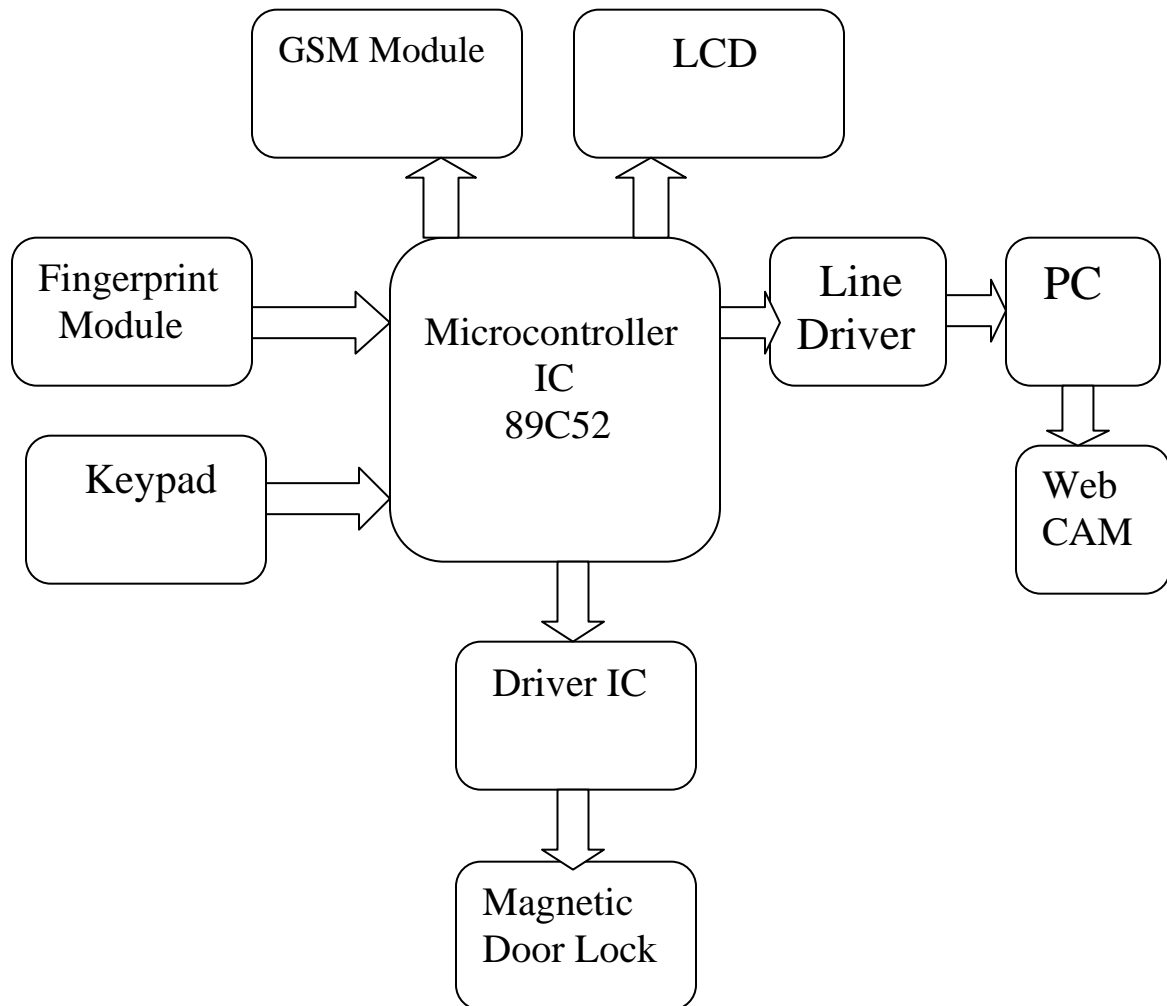 GSM Module
LCD
Fingerprint
Module
Microcontroller
IC
89C52
Line
Driver
PC
Keypad
Web
CAM
Driver IC
Magnetic
Door Lock